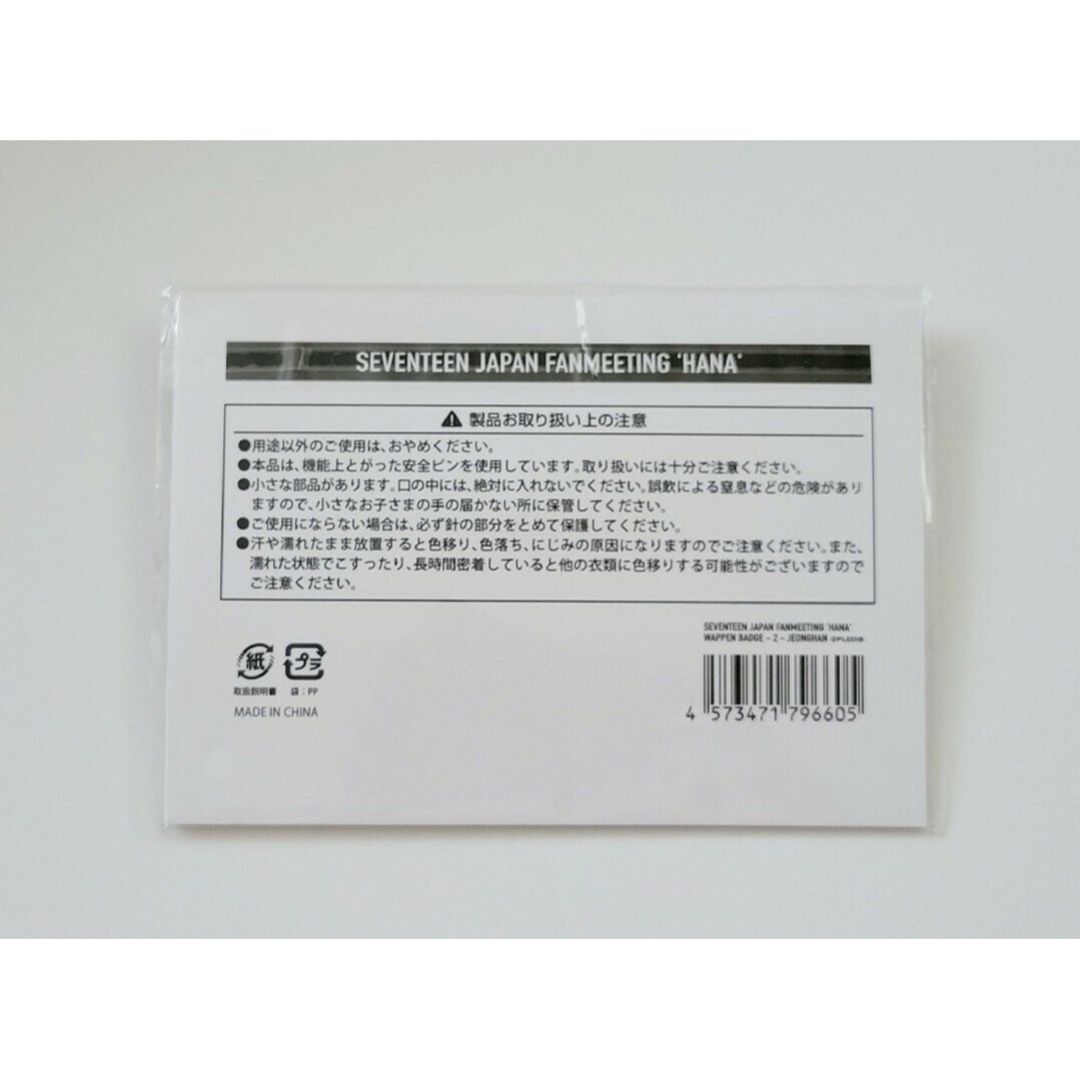 SEVENTEEN JAPAN FANMEETING 'HANA'
製品お取り扱い上の注意
●用途以外のご使用は、おやめください。
●本品は、機能上とがった安全ピンを使用しています。取り扱いには十分ご注意ください。
●小さな部品があります。口の中には、絶対に入れないでください。誤飲による窒息などの危険があり
ますので、小さなお子さまの手の届かない所に保管してください。
●ご使用にならない場合は、必ず針の部分をとめて保護してください。
●汗や濡れたまま放置すると色移り、色落ち、にじみの原因になりますのでご注意ください。また、
濡れた状態でこすったり、長時間密着していると他の衣類に色移りする可能性がございますので
ご注意ください。
SEVENTEEN JAPAN FANMEETING 'HANA'
WAPPEN BADGE - 2 - JEONGHAN ©PLEDIS
4 573471 796605
紙 プラ
取扱説明書 袋：PP
MADE IN CHINA